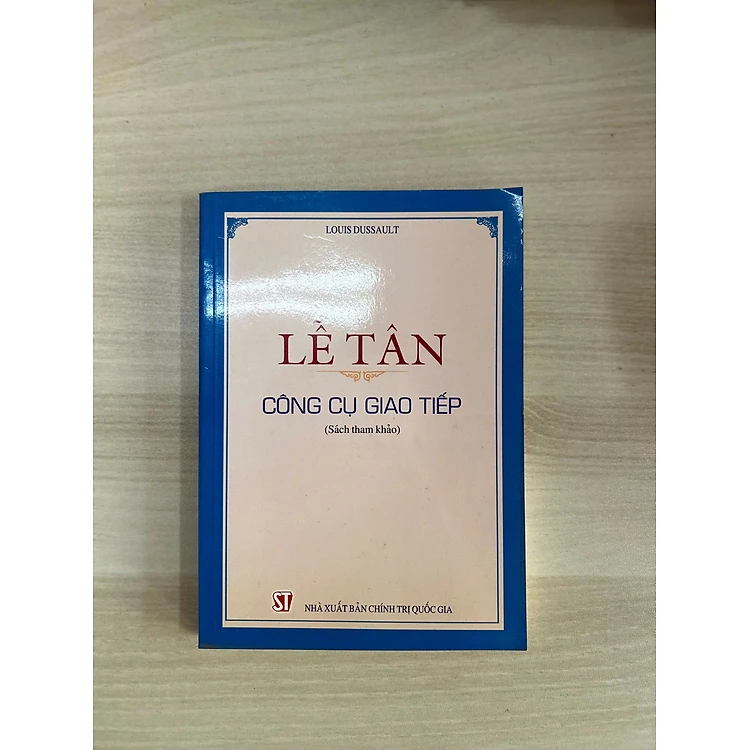 LOUIS DUSSAULT
LỄ TÂN
CÔNG CỤ GIAO TIẾP
(Sách tham khảo)
ST NHÀ XUẤT BẢN CHÍNH TRỊ QUỐC GIA